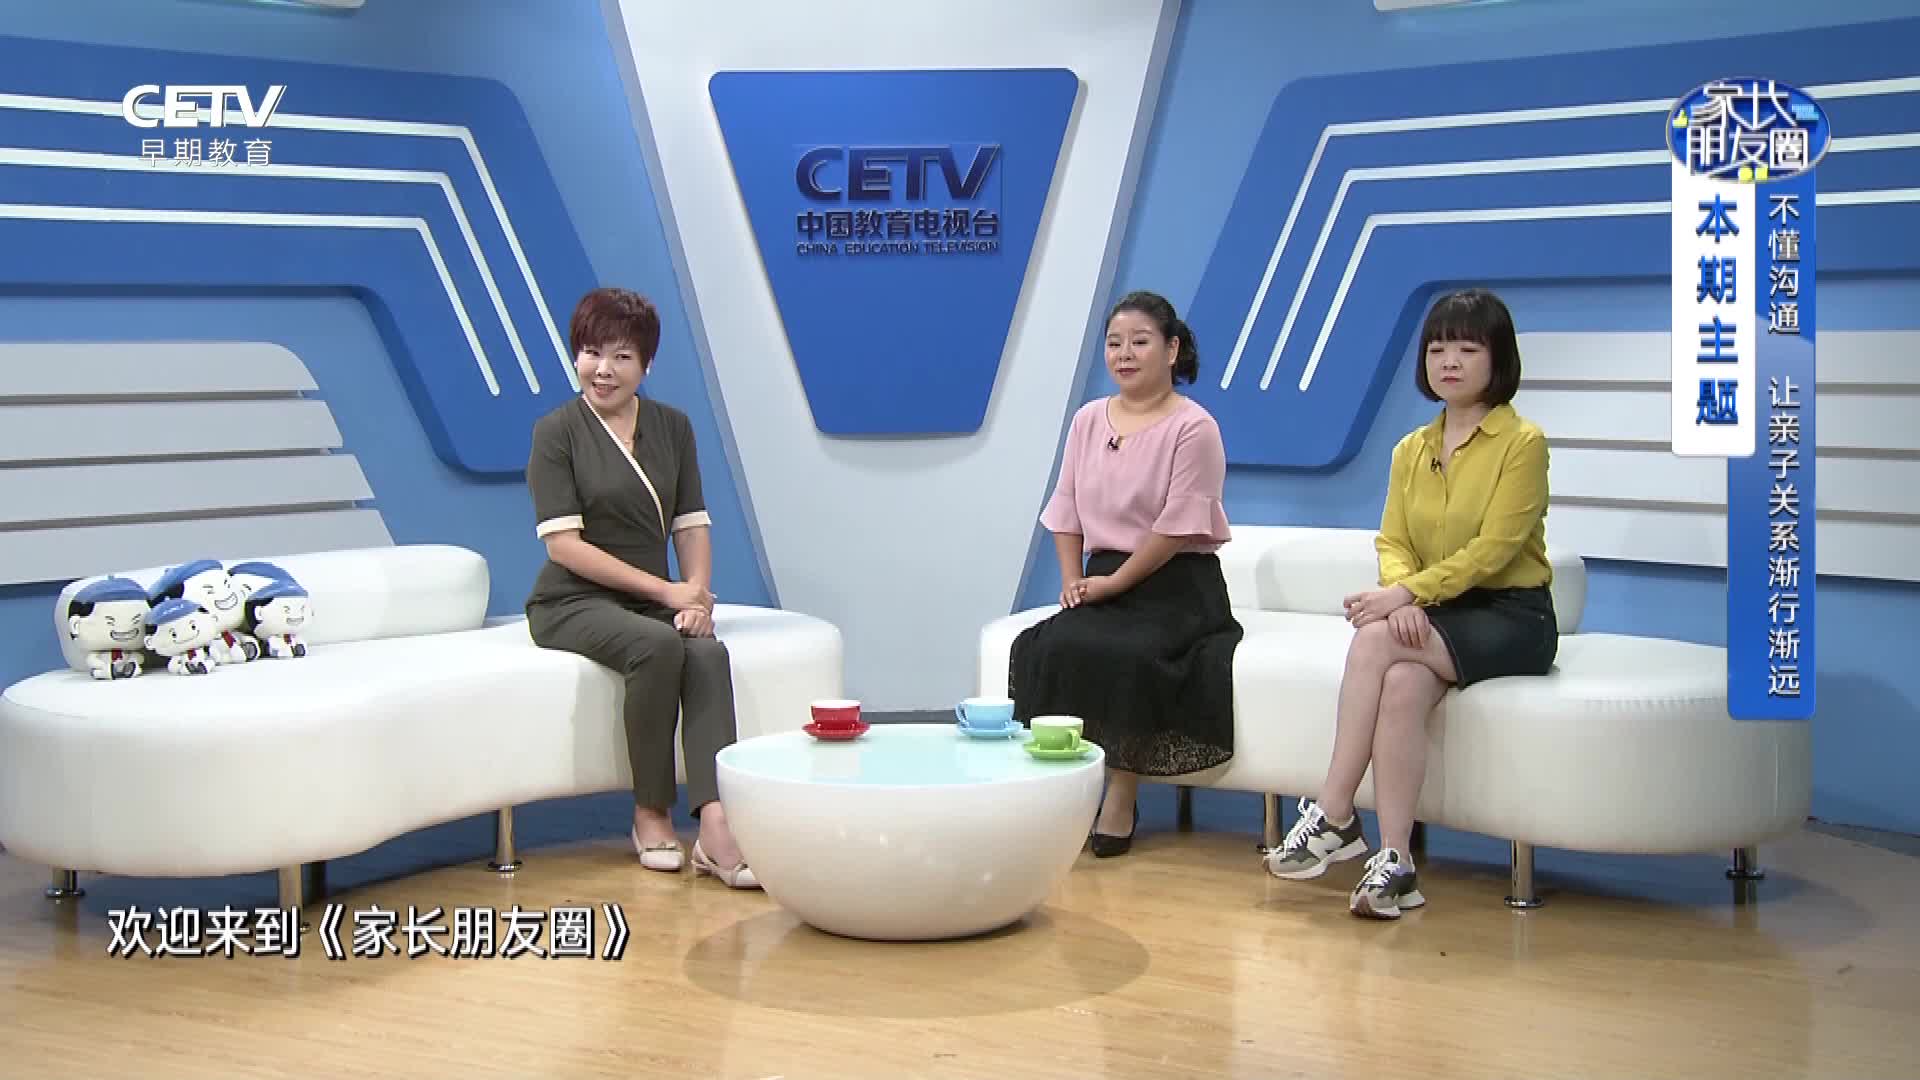 CETV
早期教育
CETV
中国教育电视台
CHINA EDUCATION TELEVISION
家长
朋友圈
本期主题
不懂沟通 让亲子关系渐行渐远
欢迎来到《家长朋友圈》